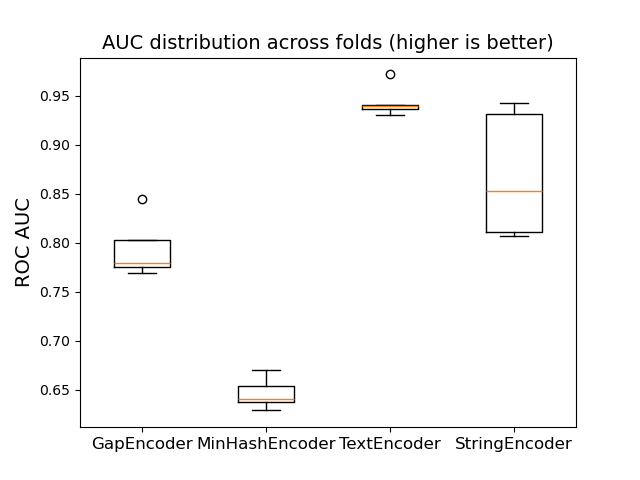 AUC distribution across folds (higher is better)
ROC AUC
0.95
0.90
0.85
0.80
0.75
0.70
0.65
GapEncoder MinHashEncoder TextEncoder StringEncoder